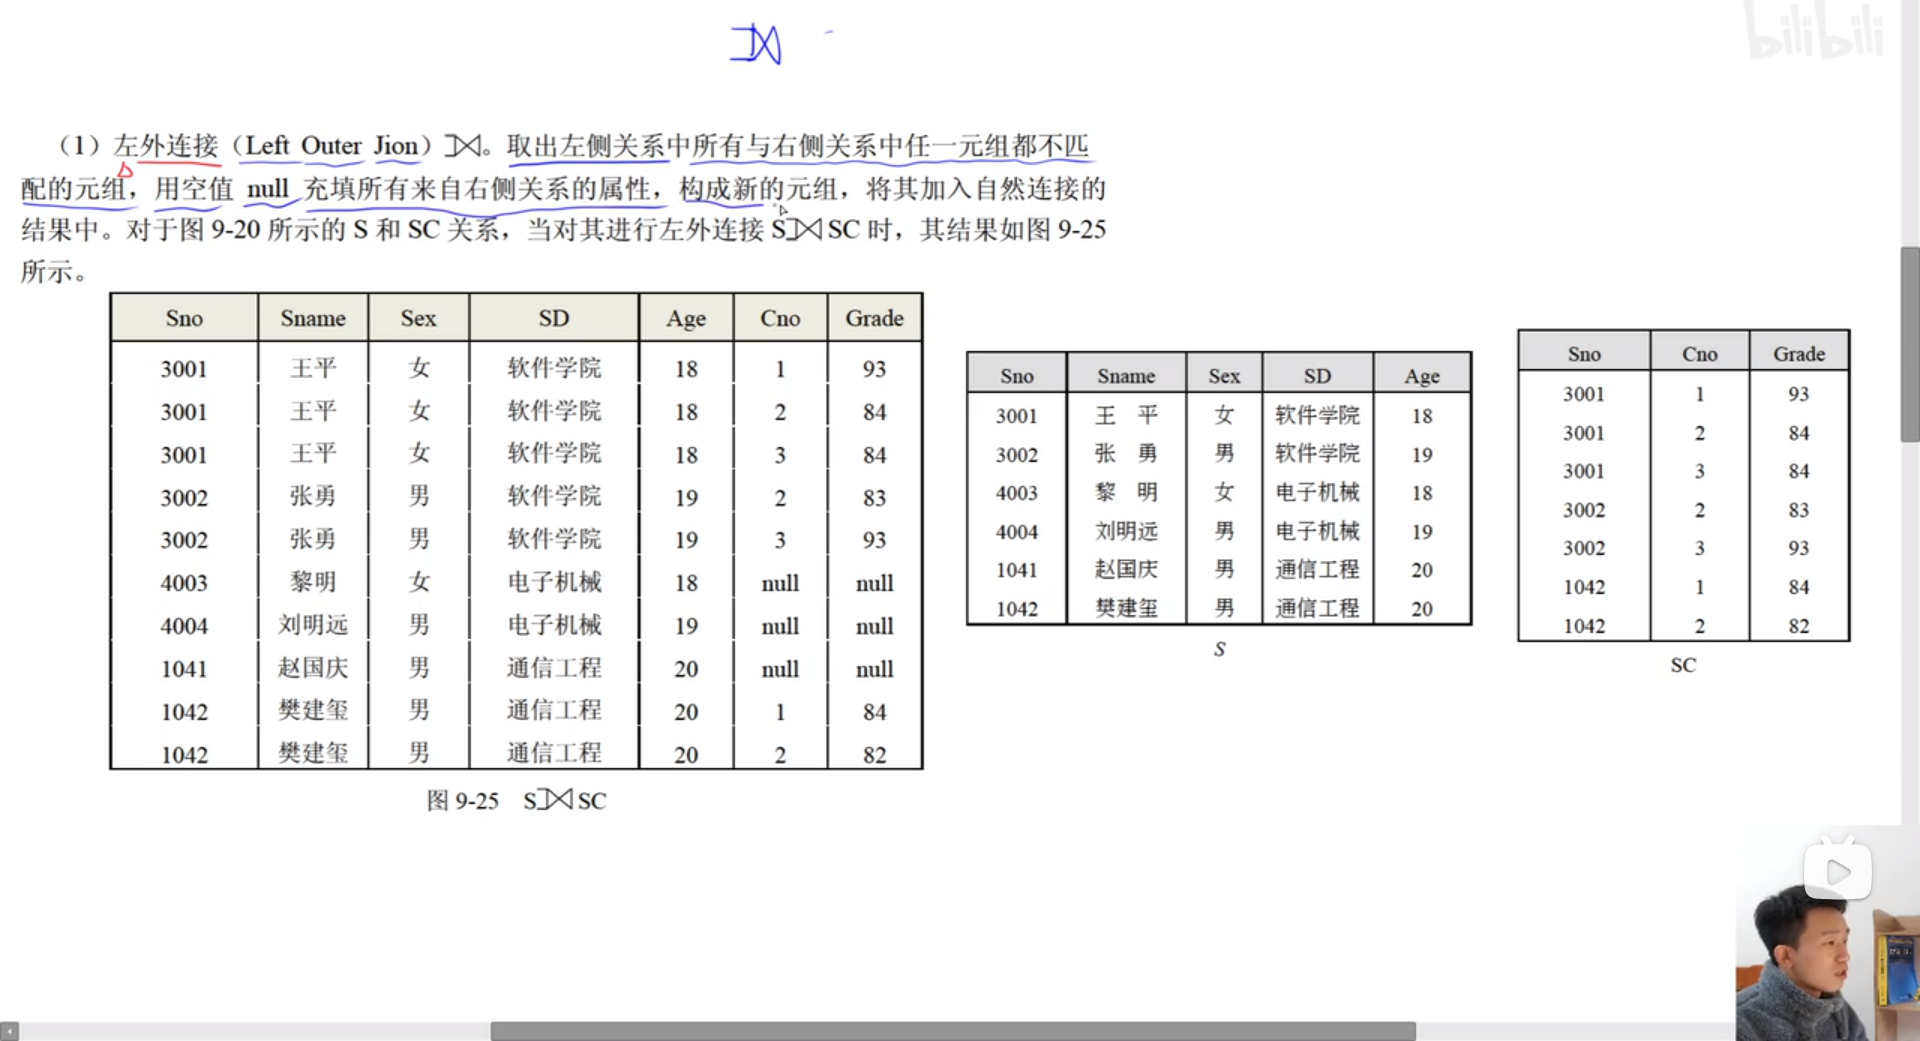 bilibili
（1）左外连接（Left Outer Jion）⟕。取出左侧关系中所有与右侧关系中任一元组都不匹
配的元组，用空值 null 充填所有来自右侧关系的属性，构成新的元组，将其加入自然连接的
结果中。对于图 9-20 所示的 S 和 SC 关系，当对其进行左外连接 S⟕SC 时，其结果如图 9-25
所示。
Sno Sname Sex SD Age Cno Grade
3001 王平 女 软件学院 18 1 93
3001 王平 女 软件学院 18 2 84
3001 王平 女 软件学院 18 3 84
3002 张勇 男 软件学院 19 2 83
3002 张勇 男 软件学院 19 3 93
4003 黎明 女 电子机械 18 null null
4004 刘明远 男 电子机械 19 null null
1041 赵国庆 男 通信工程 20 null null
1042 樊建玺 男 通信工程 20 1 84
1042 樊建玺 男 通信工程 20 2 82
图 9-25 S⟕SC
Sno Sname Sex SD Age
3001 王 平 女 软件学院 18
3002 张 勇 男 软件学院 19
4003 黎 明 女 电子机械 18
4004 刘明远 男 电子机械 19
1041 赵国庆 男 通信工程 20
1042 樊建玺 男 通信工程 20
S
Sno Cno Grade
3001 1 93
3001 2 84
3001 3 84
3002 2 83
3002 3 93
1042 1 84
1042 2 82
SC